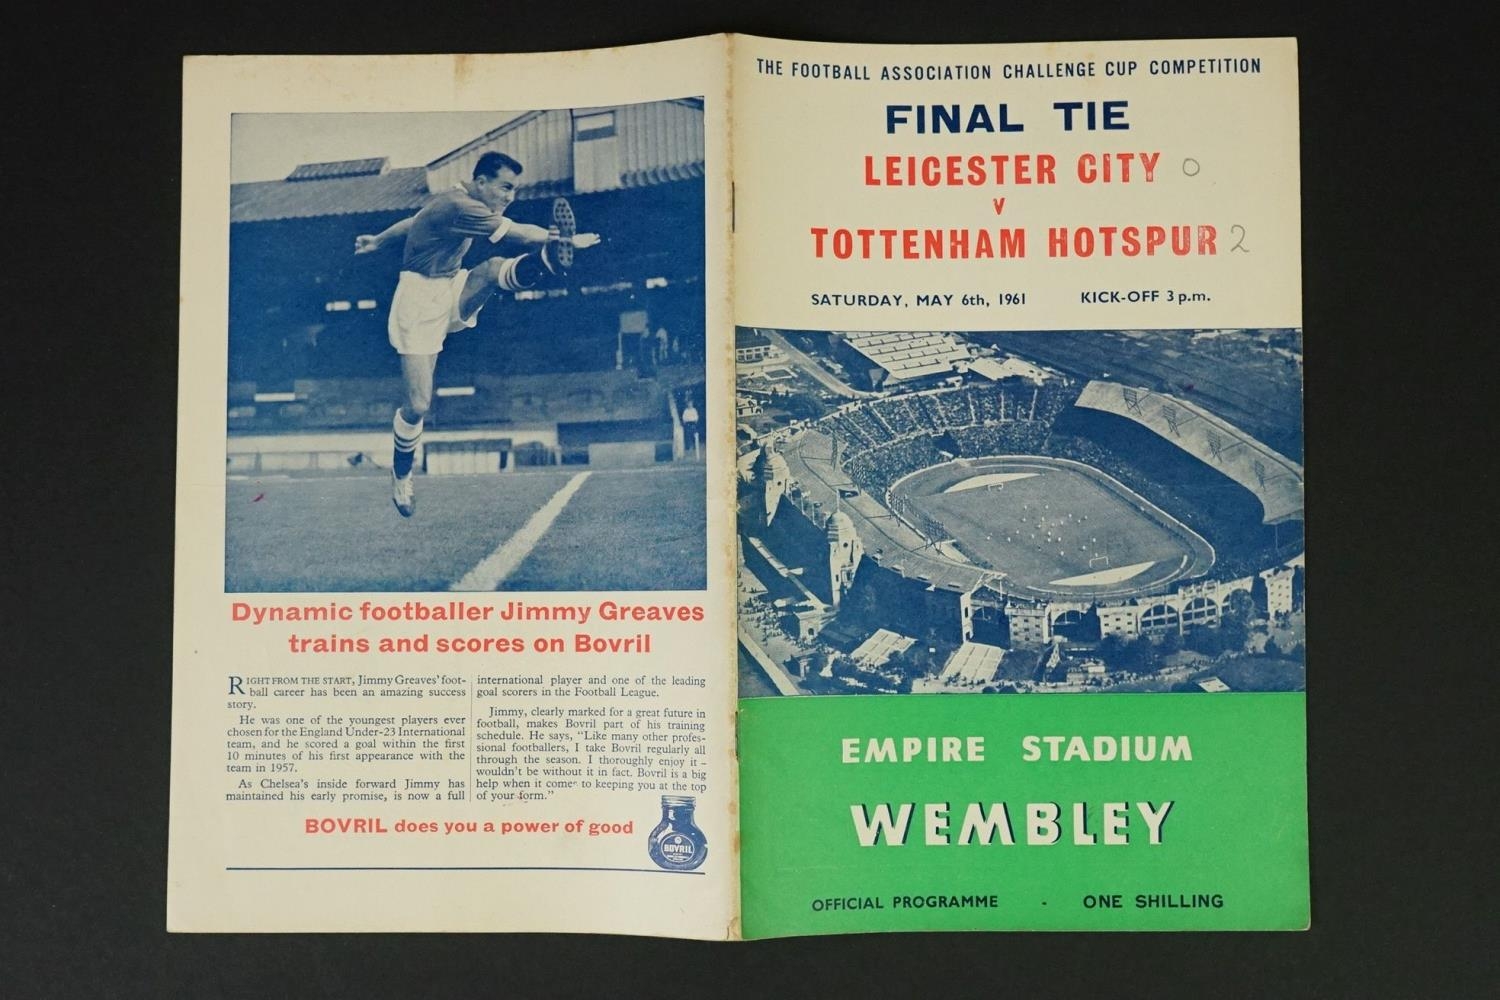 Dynamic footballer Jimmy Greaves
trains and scores on Bovril
RIGHT FROM THE START, Jimmy Greaves' foot-
ball career has been an amazing success
story.
He was one of the youngest players ever
chosen for the England Under-23 International
team, and he scored a goal within the first
10 minutes of his first appearance with the
team in 1957.
As Chelsea's inside forward Jimmy has
maintained his early promise, is now a full
international player and one of the leading
goal scorers in the Football League.
Jimmy, clearly marked for a great future in
football, makes Bovril part of his training
schedule. He says, "Like many other profes-
sional footballers, I take Bovril regularly all
through the season. I thoroughly enjoy it –
wouldn't be without it in fact. Bovril is a big
help when it comes to keeping you at the top
of your form."
BOVRIL does you a power of good
BOVRIL
THE FOOTBALL ASSOCIATION CHALLENGE CUP COMPETITION
FINAL TIE
LEICESTER CITY 0
v
TOTTENHAM HOTSPUR 2
SATURDAY, MAY 6th, 1961 KICK-OFF 3 p.m.
EMPIRE STADIUM
WEMBLEY
OFFICIAL PROGRAMME - ONE SHILLING